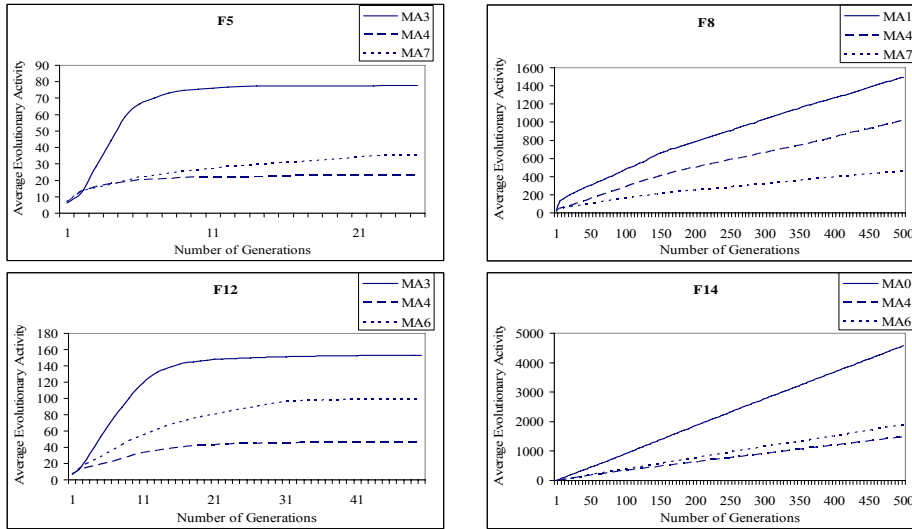 F5
MA3
MA4
MA7
Average Evolutionary Activity
90
80
70
60
50
40
30
20
10
0
1 11 21
Number of Generations
F8
MA1
MA4
MA7
Average Evolutionary Activity
1600
1400
1200
1000
800
600
400
200
0
1 50 100 150 200 250 300 350 400 450 500
Number of Generations
F12
MA3
MA4
MA6
Average Evolutionary Activity
180
160
140
120
100
80
60
40
20
0
1 11 21 31 41
Number of Generations
F14
MA0
MA4
MA6
Average Evolutionary Activity
5000
4000
3000
2000
1000
0
1 50 100 150 200 250 300 350 400 450 500
Number of Generations